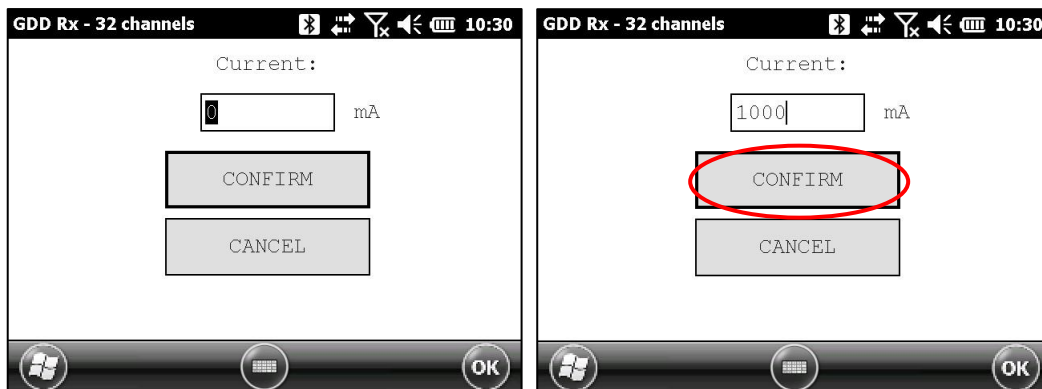 GDD Rx - 32 channels 10:30
Current:
0 mA
CONFIRM
CANCEL
OK
GDD Rx - 32 channels 10:30
Current:
1000 mA
CONFIRM
CANCEL
OK